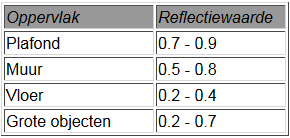 Oppervlak Reflectiewaarde
Plafond 0.7 - 0.9
Muur 0.5 - 0.8
Vloer 0.2 - 0.4
Grote objecten 0.2 - 0.7